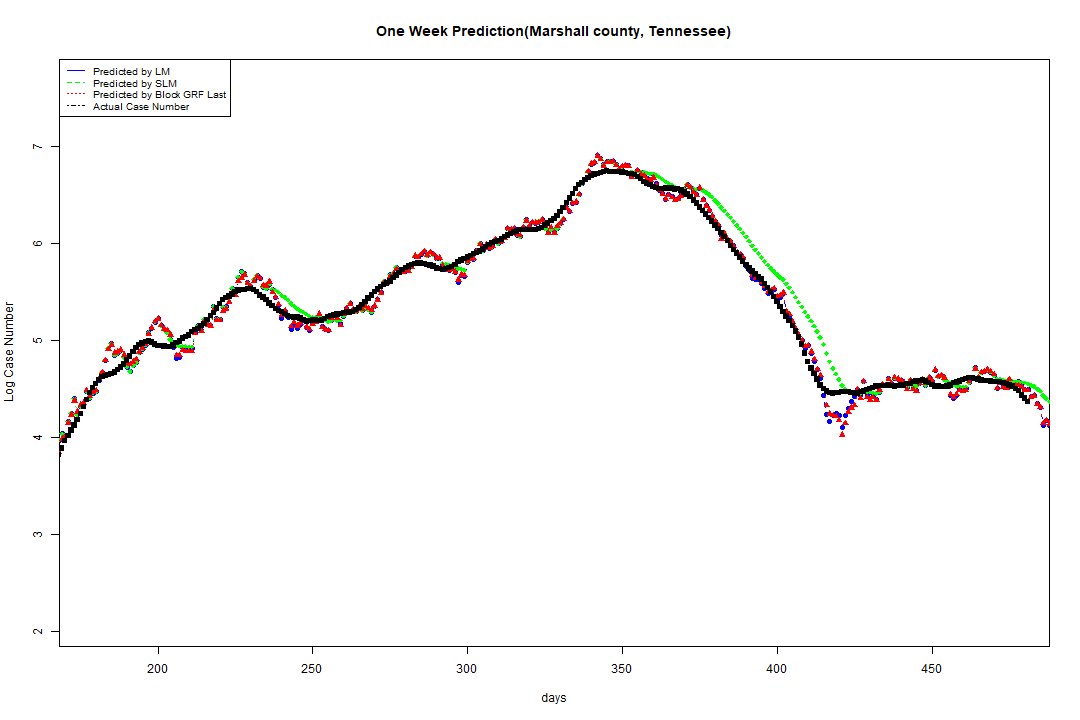 One Week Prediction(Marshall county, Tennessee)
Predicted by LM
Predicted by SLM
Predicted by Block GRF Last
Actual Case Number
Log Case Number
7
6
5
4
3
2
200 250 300 350 400 450
days